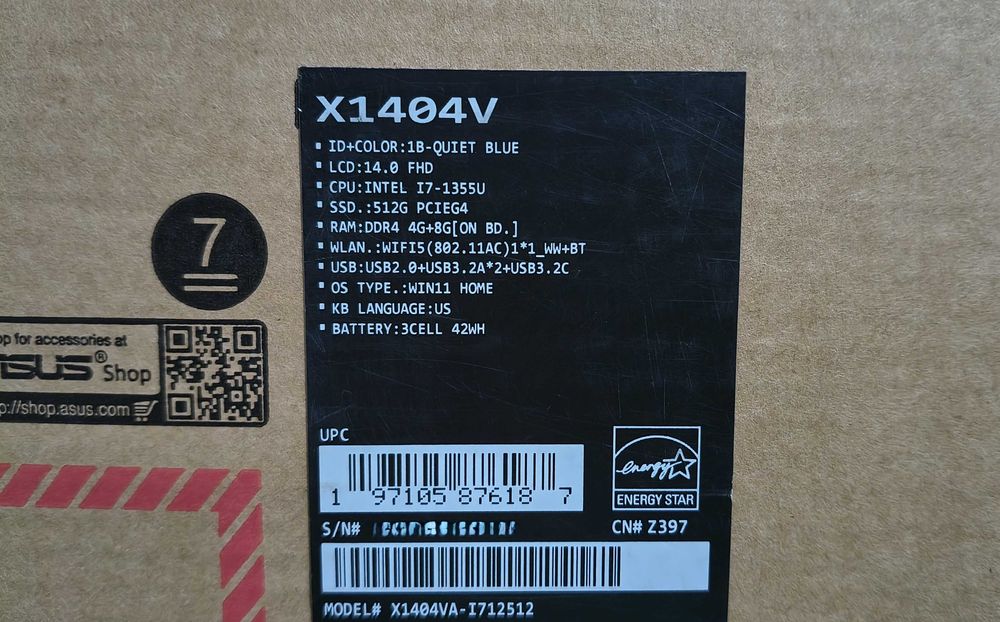 X1404V
▪ ID+COLOR:1B-QUIET BLUE
▪ LCD:14.0 FHD
▪ CPU:INTEL I7-1355U
▪ SSD.:512G PCIEG4
▪ RAM:DDR4 4G+8G[ON BD.]
▪ WLAN.:WIFI5(802.11AC)1*1_WW+BT
▪ USB:USB2.0+USB3.2A*2+USB3.2C
▪ OS TYPE.:WIN11 HOME
▪ KB LANGUAGE:US
▪ BATTERY:3CELL 42WH
7
op for accessories at
SUS® Shop
p://shop.asus.com
UPC
1 97105 87618 7
energy
ENERGY STAR
S/N#
CN# Z397
MODEL# X1404VA-I712512